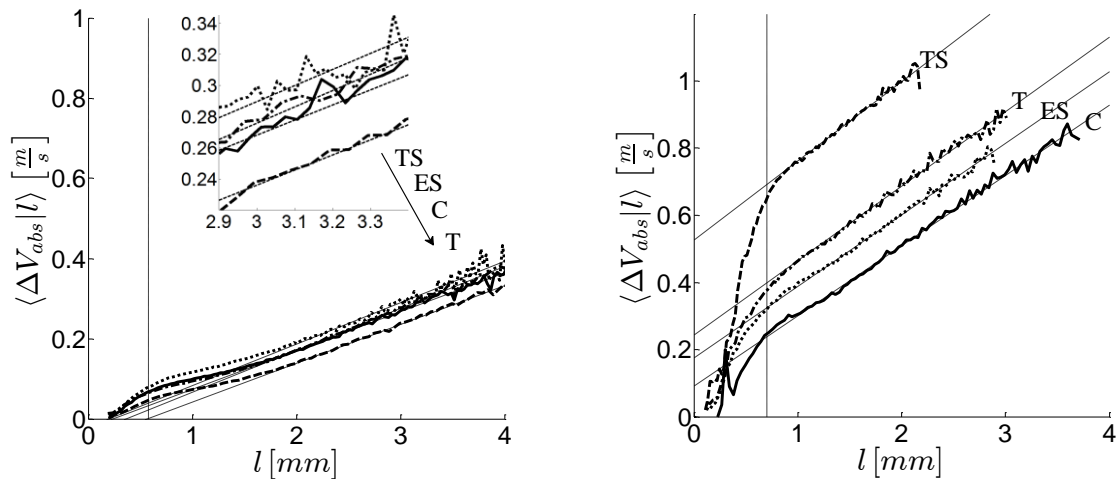 ⟨ΔV_abs|l⟩ [m/s]
1
0.8
0.6
0.4
0.2
0
0 1 2 3 4
l [mm]
0.34
0.32
0.3
0.28
0.26
0.24
2.9 3 3.1 3.2 3.3
TS
ES
C
T
⟨ΔV_abs|l⟩ [m/s]
1
0.8
0.6
0.4
0.2
0
0 1 2 3 4
l [mm]
TS
T
ES
C